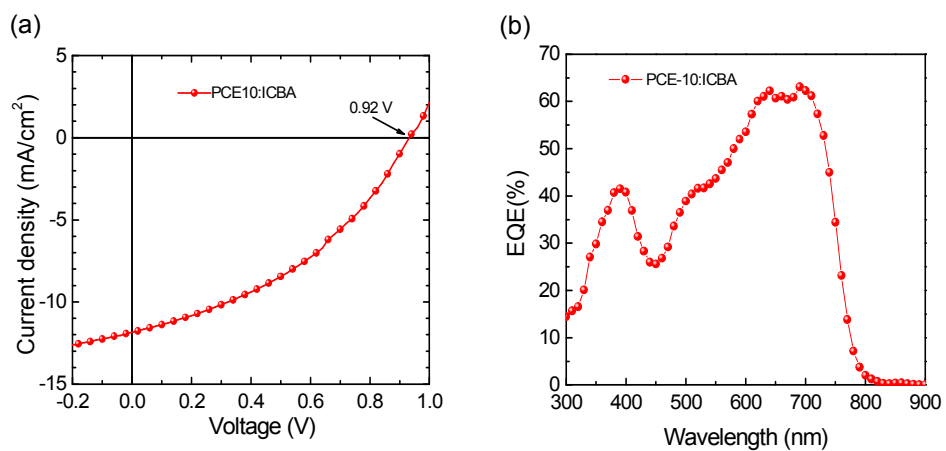 (a)
5
0
-5
-10
-15
-0.2 0.0 0.2 0.4 0.6 0.8 1.0
Voltage (V)
Current density (mA/cm²)
PCE10:ICBA
0.92 V
(b)
70
60
50
40
30
20
10
0
300 400 500 600 700 800 900
Wavelength (nm)
EQE(%)
PCE-10:ICBA